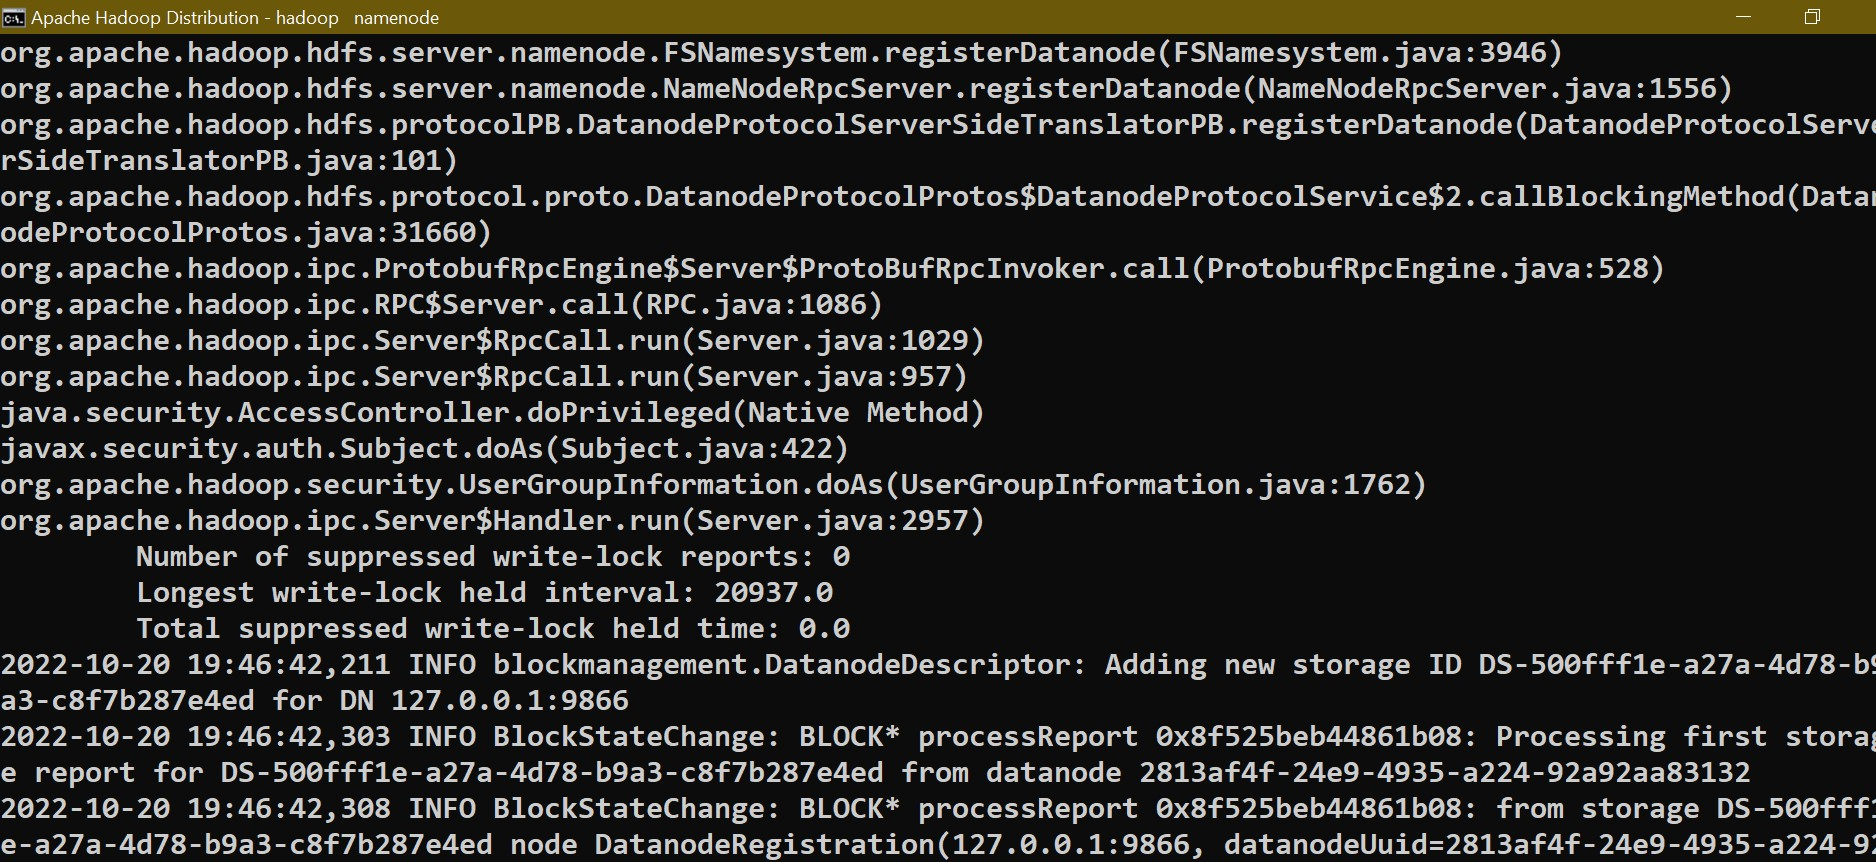 Apache Hadoop Distribution - hadoop   namenode
org.apache.hadoop.hdfs.server.namenode.FSNamesystem.registerDatanode(FSNamesystem.java:3946)
org.apache.hadoop.hdfs.server.namenode.NameNodeRpcServer.registerDatanode(NameNodeRpcServer.java:1556)
org.apache.hadoop.hdfs.protocolPB.DatanodeProtocolServerSideTranslatorPB.registerDatanode(DatanodeProtocolServe
rSideTranslatorPB.java:101)
org.apache.hadoop.hdfs.protocol.proto.DatanodeProtocolProtos$DatanodeProtocolService$2.callBlockingMethod(Datan
odeProtocolProtos.java:31660)
org.apache.hadoop.ipc.ProtobufRpcEngine$Server$ProtoBufRpcInvoker.call(ProtobufRpcEngine.java:528)
org.apache.hadoop.ipc.RPC$Server.call(RPC.java:1086)
org.apache.hadoop.ipc.Server$RpcCall.run(Server.java:1029)
org.apache.hadoop.ipc.Server$RpcCall.run(Server.java:957)
java.security.AccessController.doPrivileged(Native Method)
javax.security.auth.Subject.doAs(Subject.java:422)
org.apache.hadoop.security.UserGroupInformation.doAs(UserGroupInformation.java:1762)
org.apache.hadoop.ipc.Server$Handler.run(Server.java:2957)
Number of suppressed write-lock reports: 0
Longest write-lock held interval: 20937.0
Total suppressed write-lock held time: 0.0
2022-10-20 19:46:42,211 INFO blockmanagement.DatanodeDescriptor: Adding new storage ID DS-500fff1e-a27a-4d78-b9
a3-c8f7b287e4ed for DN 127.0.0.1:9866
2022-10-20 19:46:42,303 INFO BlockStateChange: BLOCK* processReport 0x8f525beb44861b08: Processing first storag
e report for DS-500fff1e-a27a-4d78-b9a3-c8f7b287e4ed from datanode 2813af4f-24e9-4935-a224-92a92aa83132
2022-10-20 19:46:42,308 INFO BlockStateChange: BLOCK* processReport 0x8f525beb44861b08: from storage DS-500fff1
e-a27a-4d78-b9a3-c8f7b287e4ed node DatanodeRegistration(127.0.0.1:9866, datanodeUuid=2813af4f-24e9-4935-a224-92